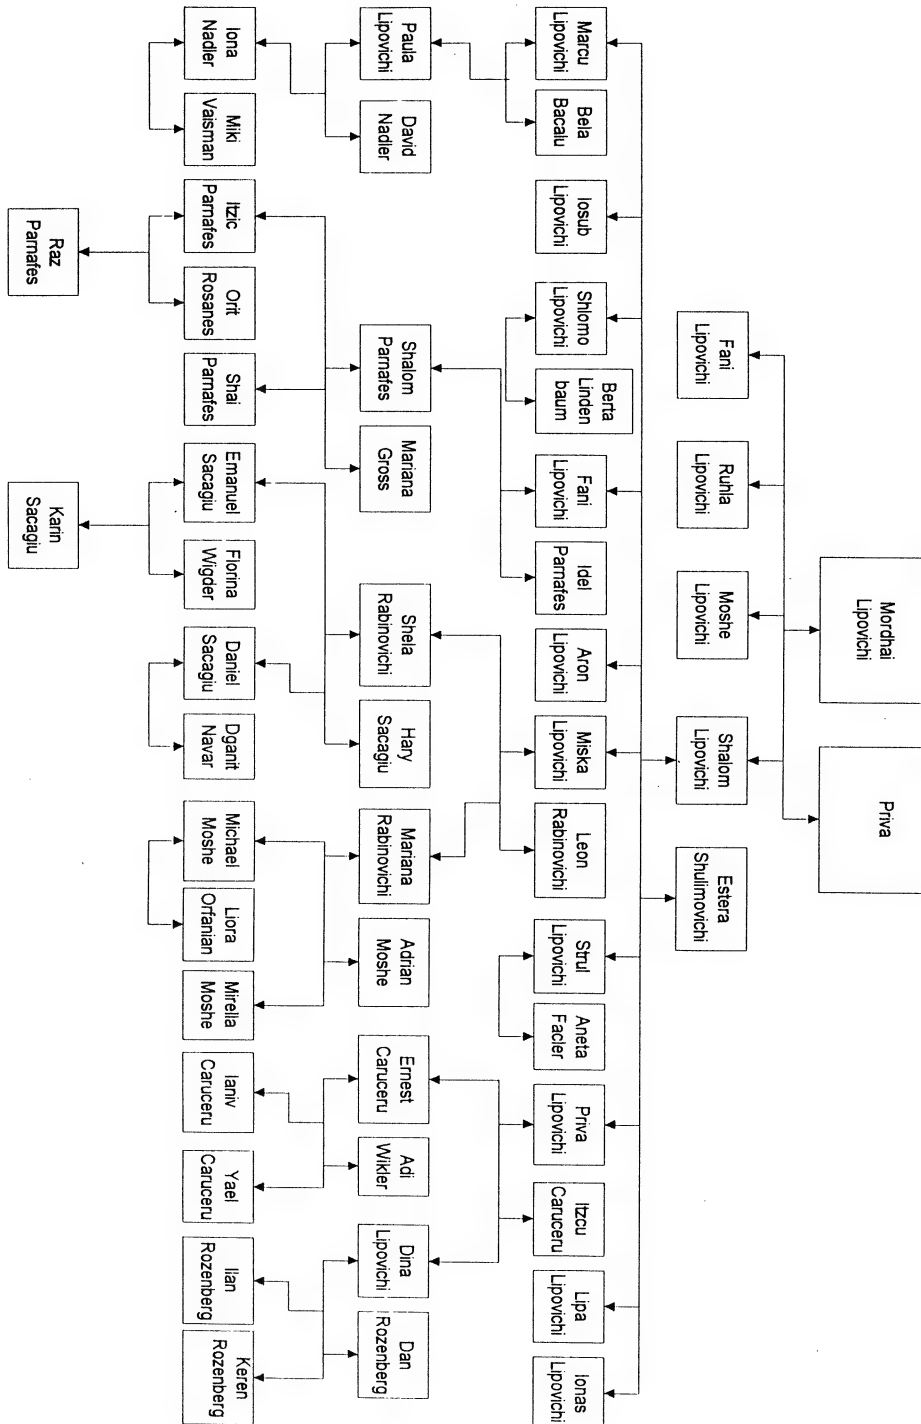 Mordhai
Lipovichi
Priva
Fani
Lipovichi
Ruhla
Lipovichi
Moshe
Lipovichi
Shalom
Lipovichi
Estera
Shulimovichi
Marcu
Lipovichi
Bela
Bacalu
Iosub
Lipovichi
Shlomo
Lipovichi
Berta
Linden
baum
Fani
Lipovichi
Idel
Parnafes
Aron
Lipovichi
Miska
Lipovichi
Leon
Rabinovichi
Strul
Lipovichi
Aneta
Facler
Priva
Lipovichi
Itzcu
Caruceru
Lipa
Lipovichi
Ionas
Lipovichi
Paula
Lipovichi
David
Nadler
Shalom
Parnafes
Mariana
Gross
Shela
Rabinovichi
Hary
Sacagiu
Mariana
Rabinovichi
Adrian
Moshe
Ernest
Caruceru
Adi
Wikler
Dina
Lipovichi
Dan
Rozenberg
Iona
Nadler
Miki
Vaisman
Itzic
Parnafes
Orit
Rosanes
Shai
Parnafes
Emanuel
Sacagiu
Florina
Wigder
Daniel
Sacagiu
Dganit
Navar
Michael
Moshe
Liora
Orfanian
Mirella
Moshe
Ianiv
Caruceru
Yael
Caruceru
Ilan
Rozenberg
Keren
Rozenberg
Raz
Parnafes
Karin
Sacagiu